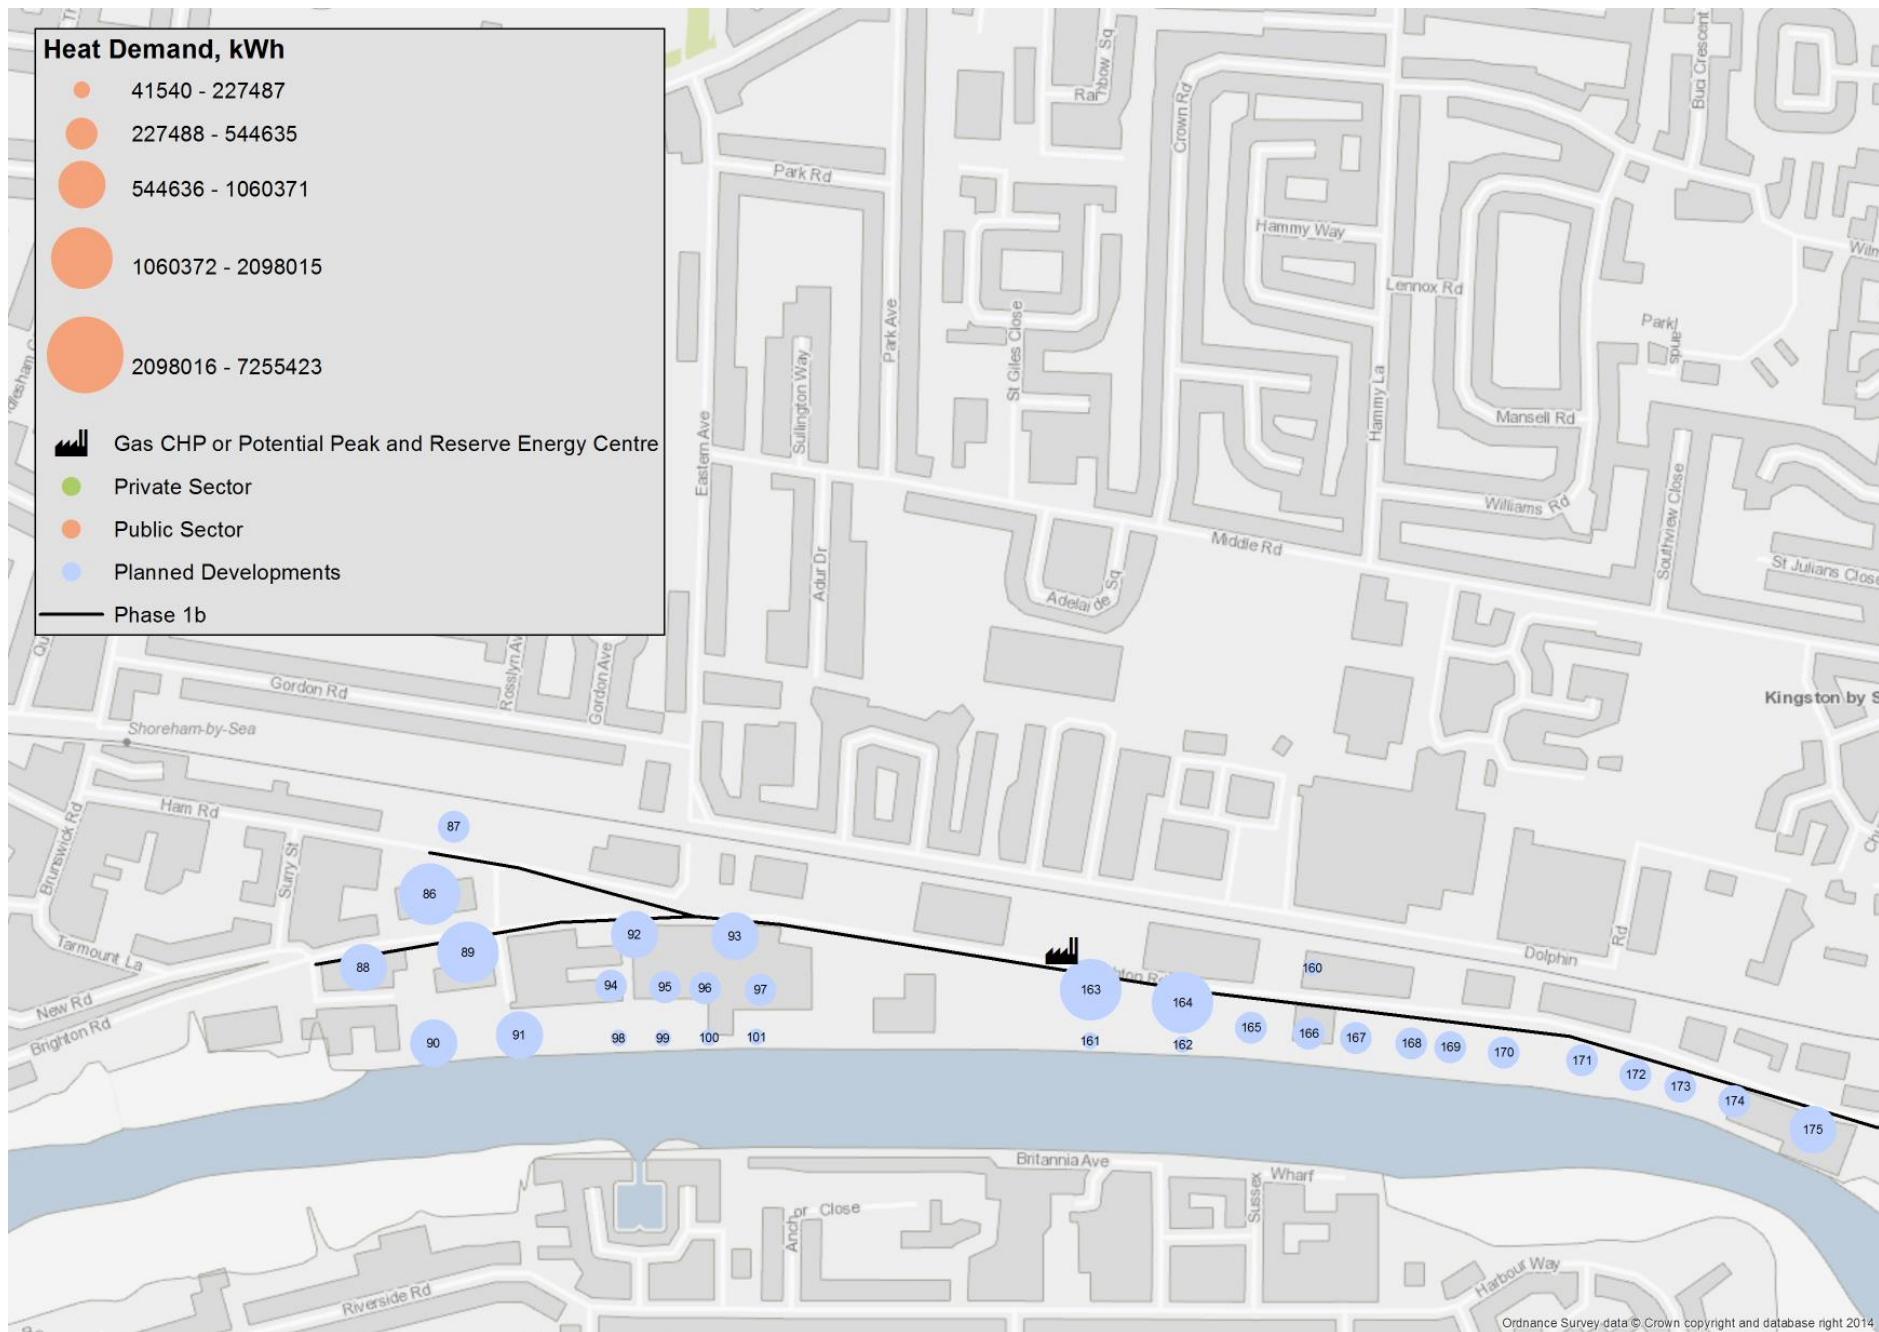 Heat Demand, kWh
41540 - 227487
227488 - 544635
544636 - 1060371
1060372 - 2098015
2098016 - 7255423
Gas CHP or Potential Peak and Reserve Energy Centre
Private Sector
Public Sector
Planned Developments
Phase 1b
Crown Rd
Park Rd
Hammy Way
Lennox Rd
Park Ave
St Giles Close
Sullington Way
Hammy La
Mansell Rd
Eastern Ave
Williams Rd
Southview Close
Middle Rd
St Julians Close
Adur Dr
Adelaide Sq
Rosslyn Av
Gordon Ave
Gordon Rd
Kingston by S
Shoreham-by-Sea
Ham Rd
Brunswick Rd
Surry St
Tarmount La
New Rd
Brighton Rd
Dolphin Rd
87
86
92
93
89
88
163
164
160
94
95
96
97
90
91
98
99
100
101
161
162
165
166
167
168
169
170
171
172
173
174
175
Britannia Ave
Sussex Wharf
Anchor Close
Harbour Way
Riverside Rd
Ordnance Survey data © Crown copyright and database right 2014